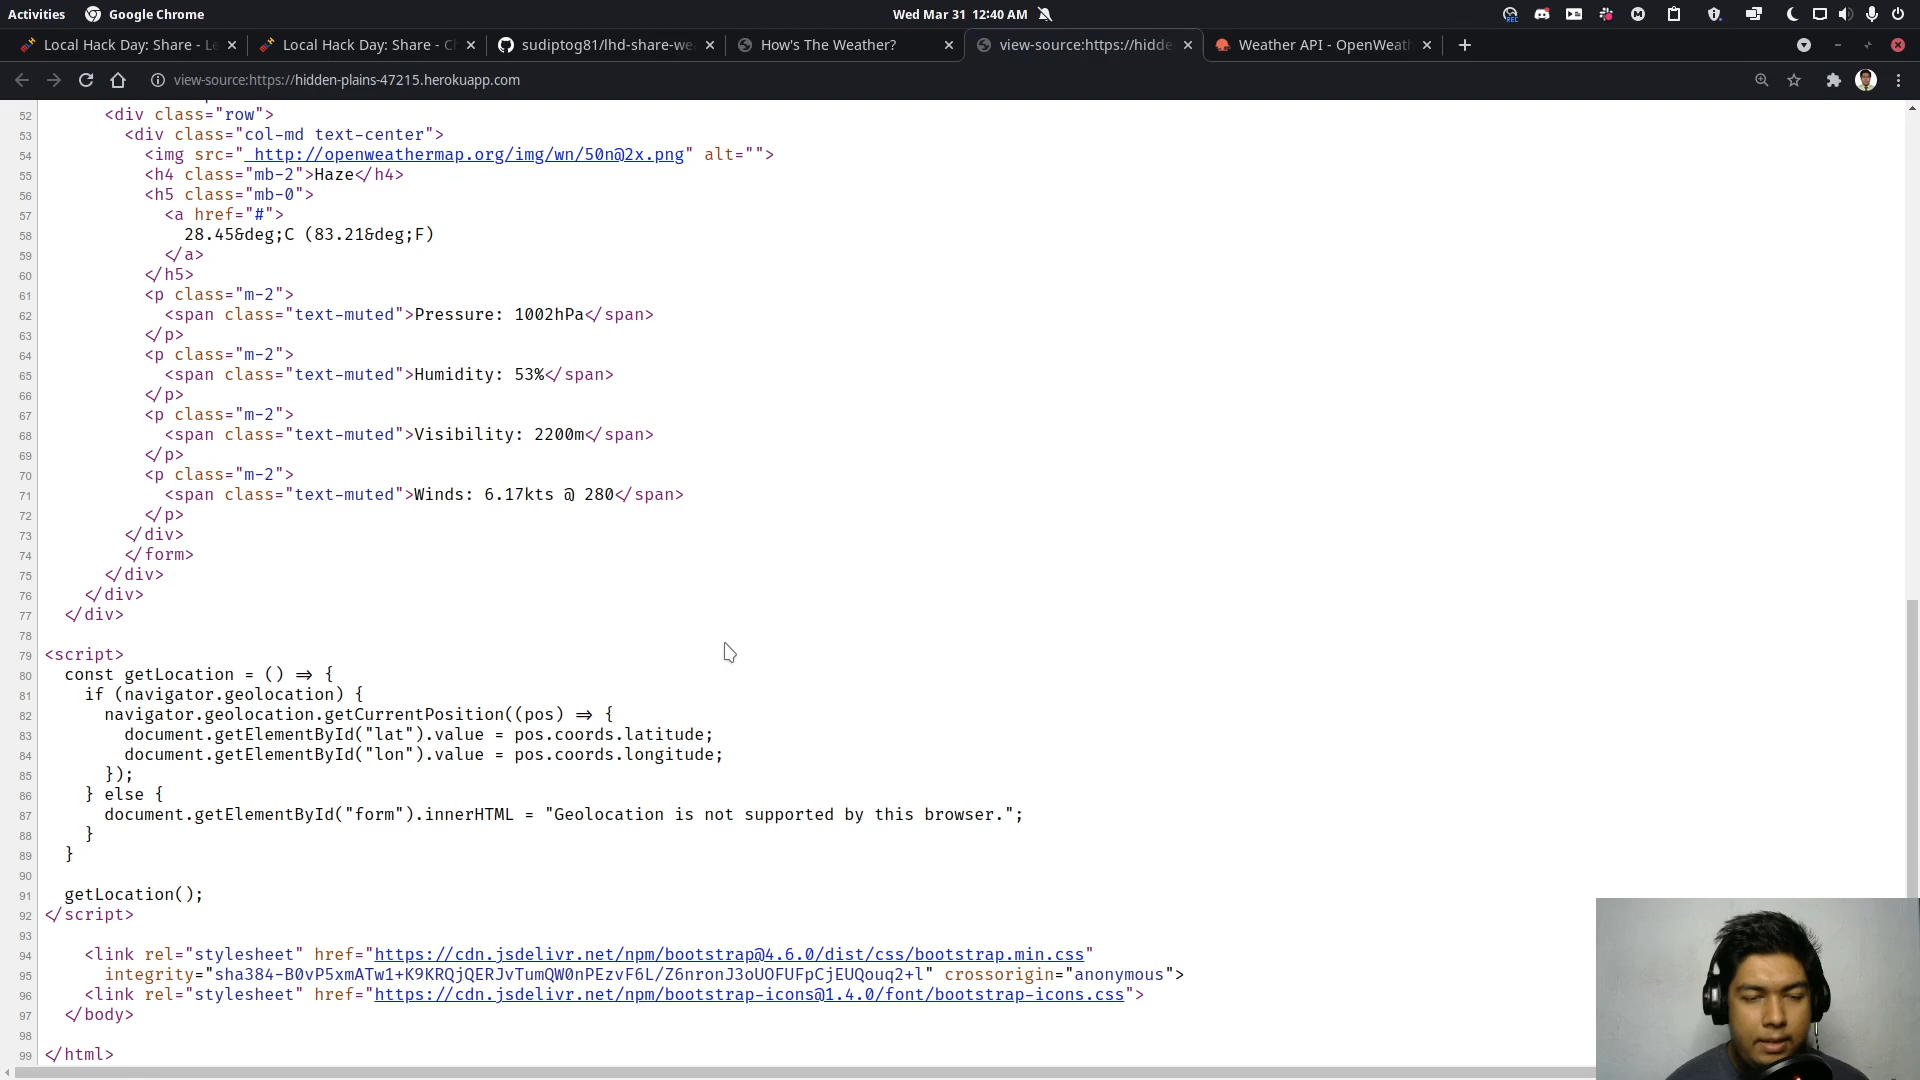 Activities Google Chrome Wed Mar 31 12:40 AM
Local Hack Day: Share - Le Local Hack Day: Share - Ch sudiptog81/lhd-share-we How's The Weather? view-source:https://hidde Weather API - OpenWeath
view-source:https://hidden-plains-47215.herokuapp.com
52 <div class="row">
53 <div class="col-md text-center">
54 <img src=" http://openweathermap.org/img/wn/50n@2x.png" alt="">
55 <h4 class="mb-2">Haze</h4>
56 <h5 class="mb-0">
57 <a href="#">
58 28.45&deg;C (83.21&deg;F)
59 </a>
60 </h5>
61 <p class="m-2">
62 <span class="text-muted">Pressure: 1002hPa</span>
63 </p>
64 <p class="m-2">
65 <span class="text-muted">Humidity: 53%</span>
66 </p>
67 <p class="m-2">
68 <span class="text-muted">Visibility: 2200m</span>
69 </p>
70 <p class="m-2">
71 <span class="text-muted">Winds: 6.17kts @ 280</span>
72 </p>
73 </div>
74 </form>
75 </div>
76 </div>
77 </div>
78
79 <script>
80 const getLocation = () => {
81 if (navigator.geolocation) {
82 navigator.geolocation.getCurrentPosition((pos) => {
83 document.getElementById("lat").value = pos.coords.latitude;
84 document.getElementById("lon").value = pos.coords.longitude;
85 });
86 } else {
87 document.getElementById("form").innerHTML = "Geolocation is not supported by this browser.";
88 }
89 }
90
91 getLocation();
92 </script>
93
94 <link rel="stylesheet" href="https://cdn.jsdelivr.net/npm/bootstrap@4.6.0/dist/css/bootstrap.min.css"
95 integrity="sha384-B0vP5xmATw1+K9KRQjQERJvTumQW0nPEzvF6L/Z6nronJ3oUOFUFpCjEUQouq2+l" crossorigin="anonymous">
96 <link rel="stylesheet" href="https://cdn.jsdelivr.net/npm/bootstrap-icons@1.4.0/font/bootstrap-icons.css">
97 </body>
98
99 </html>